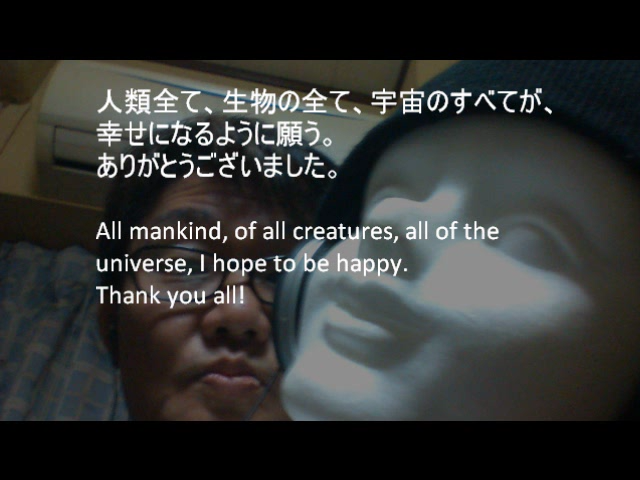 人類全て、生物の全て、宇宙のすべてが、
幸せになるように願う。
ありがとうございました。
All mankind, of all creatures, all of the
universe, I hope to be happy.
Thank you all!